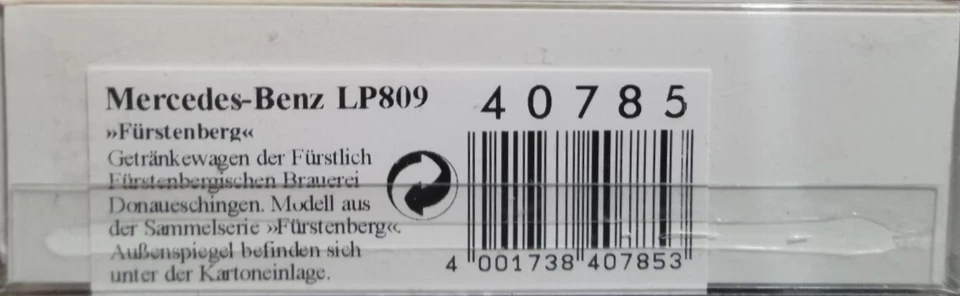 Mercedes-Benz LP809
»Fürstenberg«
Getränkewagen der Fürstlich
Fürstenbergischen Brauerei
Donaueschingen. Modell aus
der Sammelserie »Fürstenberg«.
Außenspiegel befinden sich
unter der Kartoneinlage.
40785
4 001738 407853